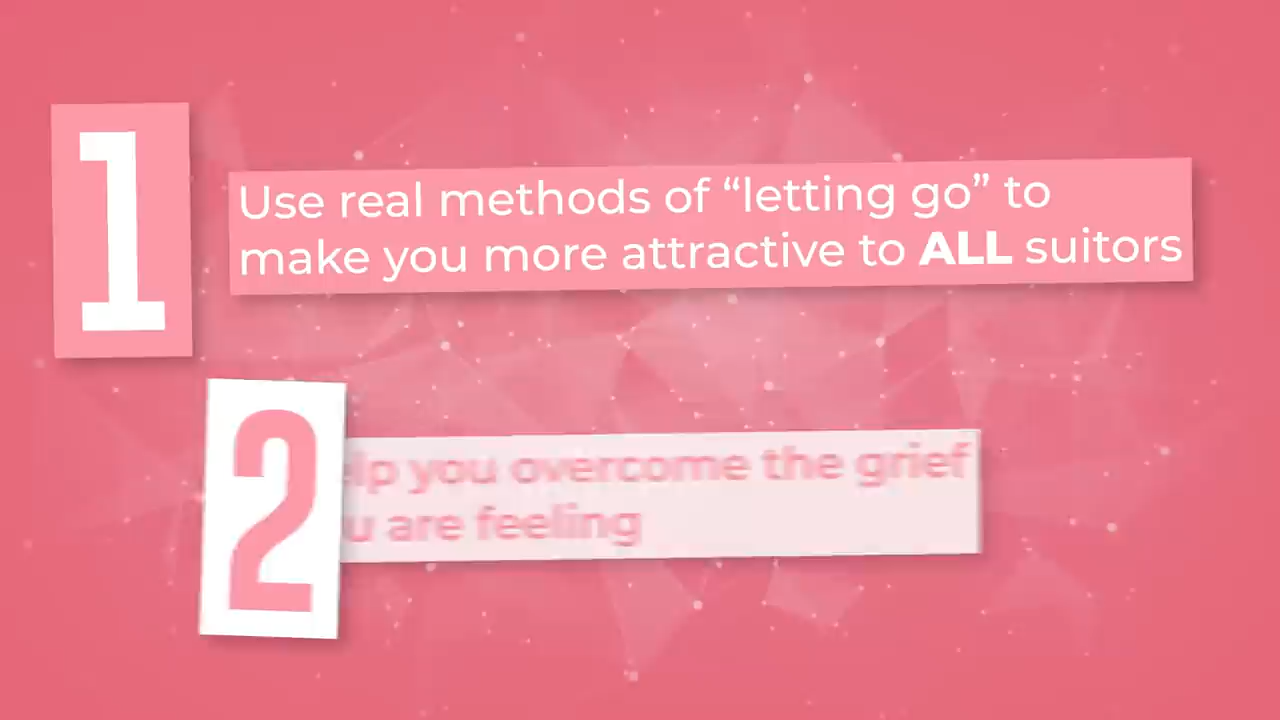 1
Use real methods of “letting go” to
make you more attractive to ALL suitors
2
you overcome the grief
are feeling